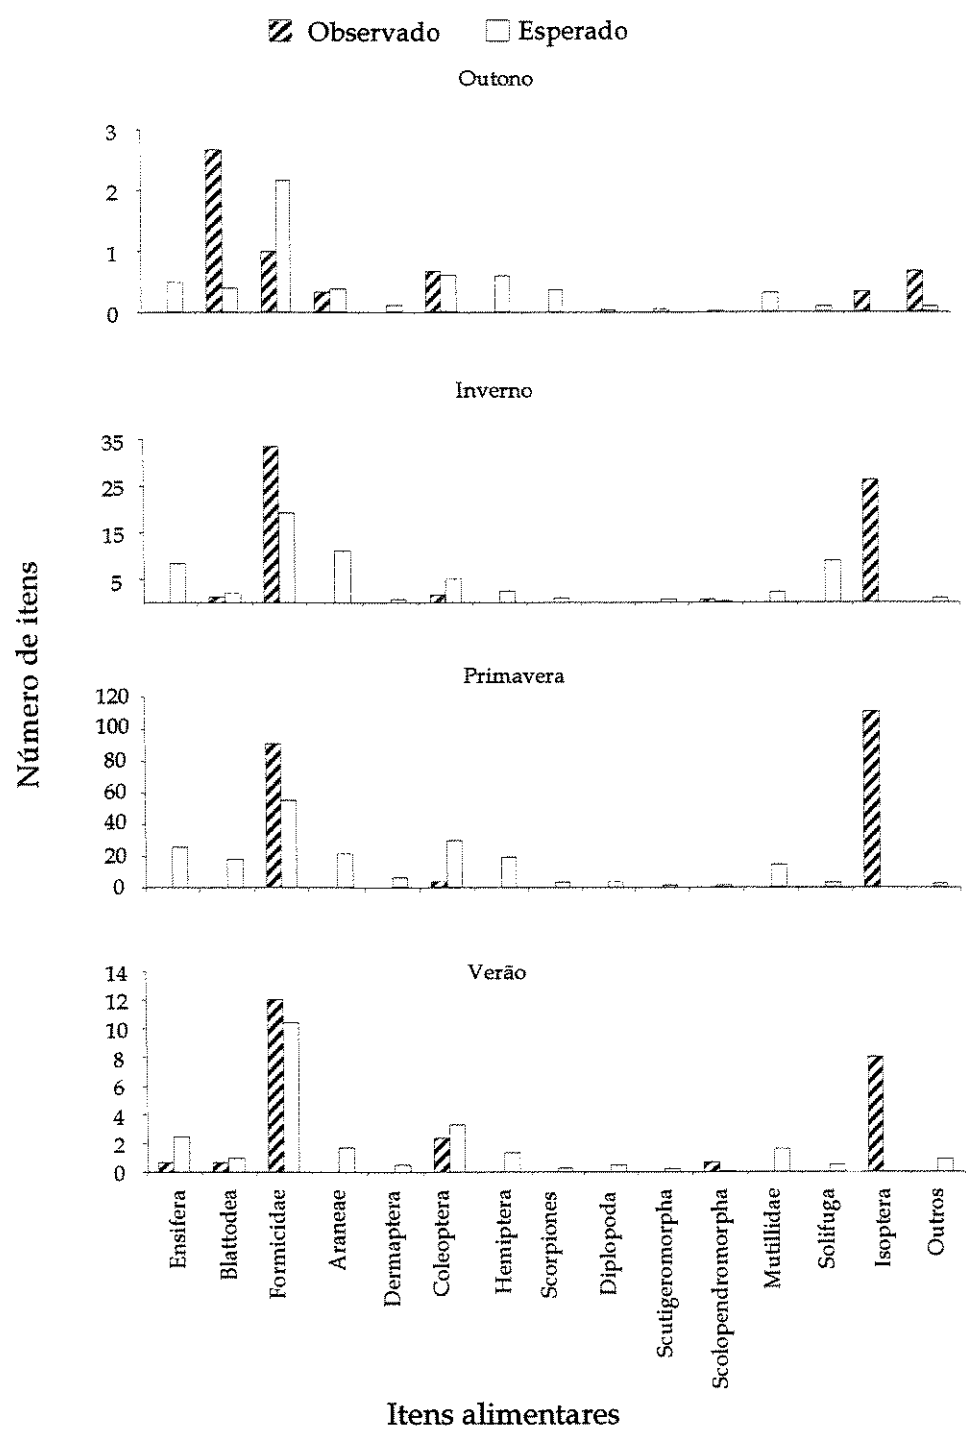 Observado Esperado
Outono
3
2
1
0
Inverno
35
25
15
5
Primavera
120
100
80
60
40
20
0
Verão
14
12
10
8
6
4
2
0
Número de itens
Ensifera
Blattodea
Formicidae
Araneae
Dermaptera
Coleoptera
Hemiptera
Scorpiones
Diplopoda
Scutigeromorpha
Scolopendromorpha
Mutillidae
Solifuga
Isoptera
Outros
Itens alimentares